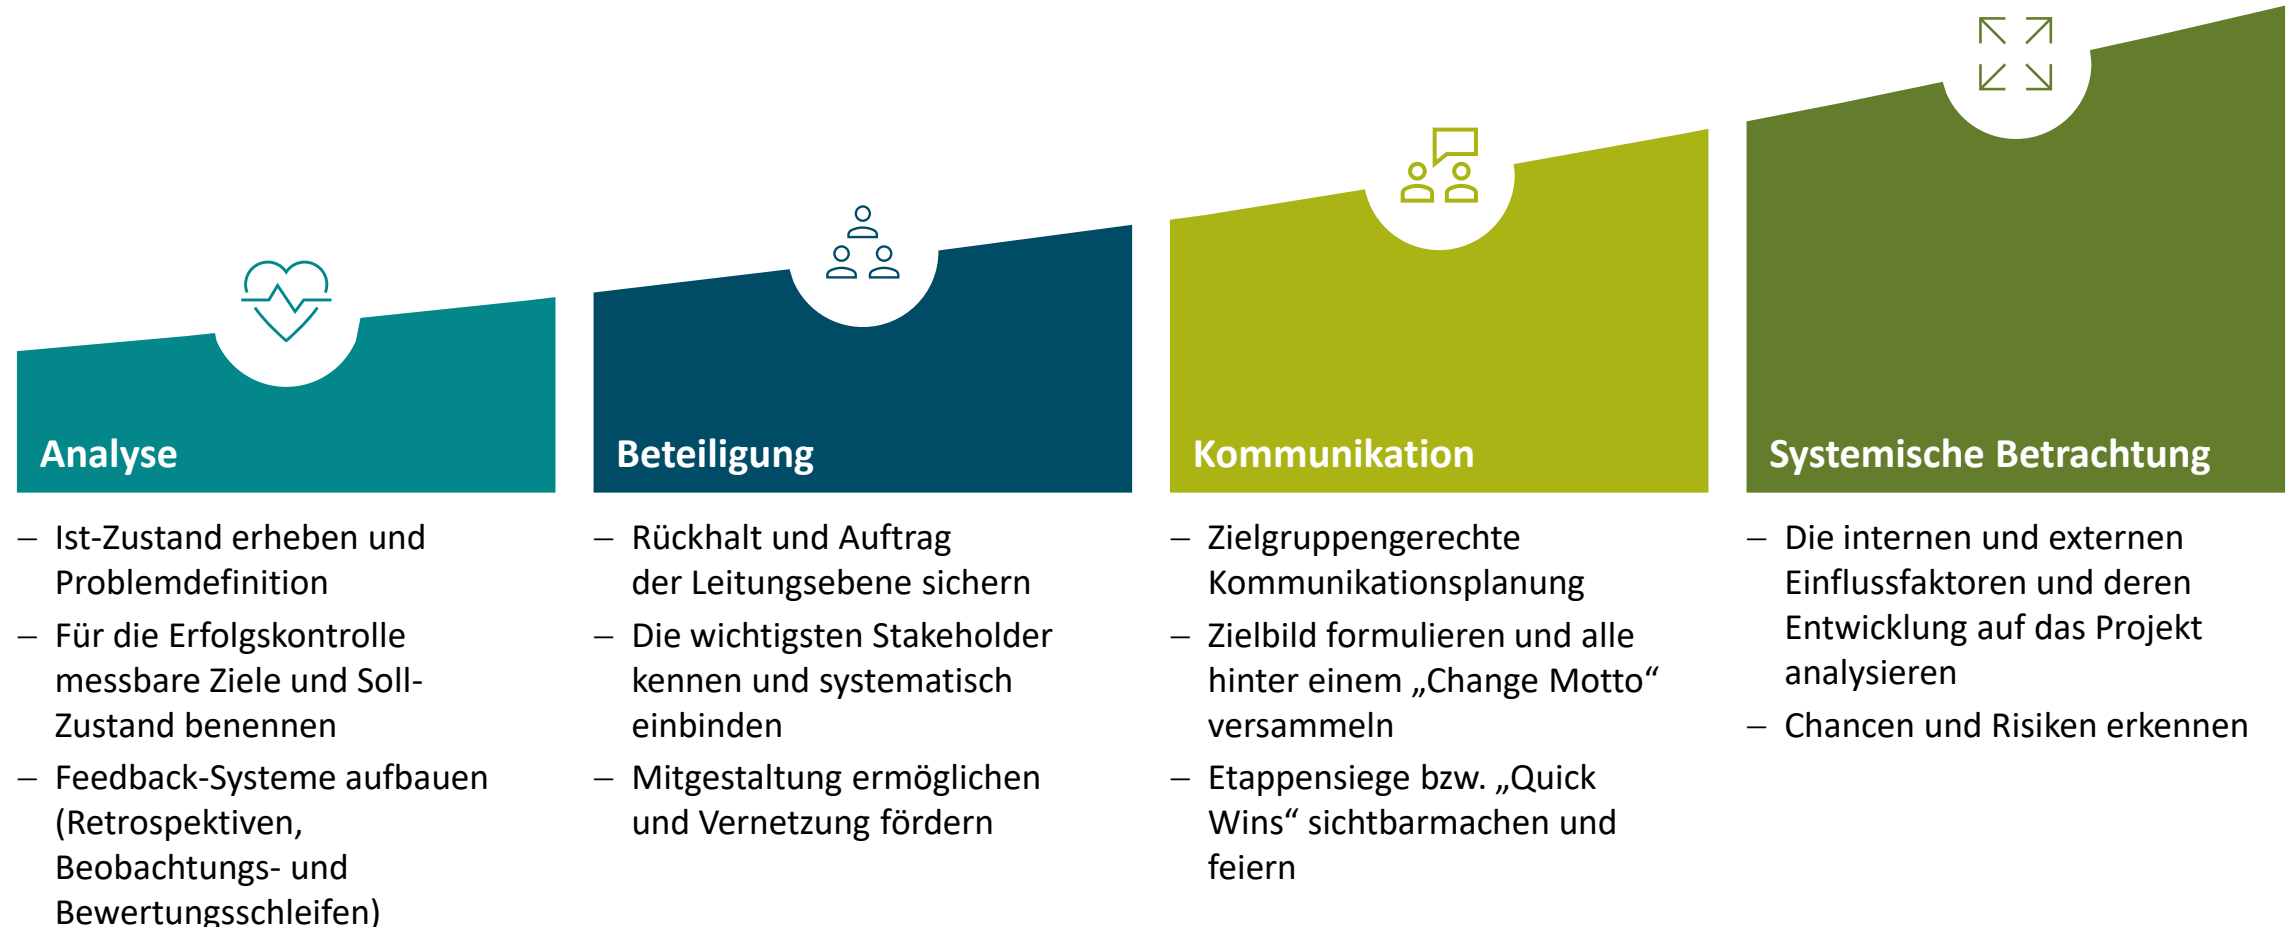 Analyse
– Ist-Zustand erheben und
Problemdefinition
– Für die Erfolgskontrolle
messbare Ziele und Soll-
Zustand benennen
– Feedback-Systeme aufbauen
(Retrospektiven,
Beobachtungs- und
Bewertungsschleifen)
Beteiligung
– Rückhalt und Auftrag
der Leitungsebene sichern
– Die wichtigsten Stakeholder
kennen und systematisch
einbinden
– Mitgestaltung ermöglichen
und Vernetzung fördern
Kommunikation
– Zielgruppengerechte
Kommunikationsplanung
– Zielbild formulieren und alle
hinter einem „Change Motto“
versammeln
– Etappensiege bzw. „Quick
Wins“ sichtbarmachen und
feiern
Systemische Betrachtung
– Die internen und externen
Einflussfaktoren und deren
Entwicklung auf das Projekt
analysieren
– Chancen und Risiken erkennen